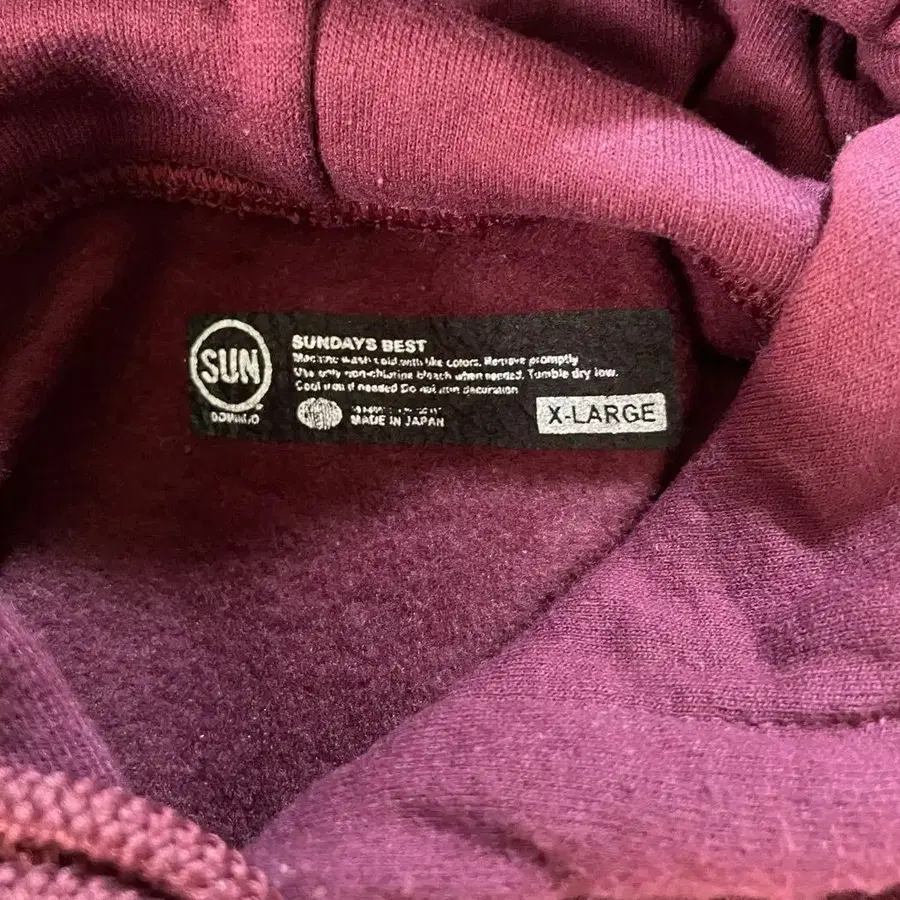 SUN
DOMINGO
SUNDAYS BEST
Machine wash cold with like colors. Remove promptly
Use only non-chlorine bleach when needed. Tumble dry low.
Cool iron if needed Do not iron decoration
MADE IN JAPAN
X-LARGE